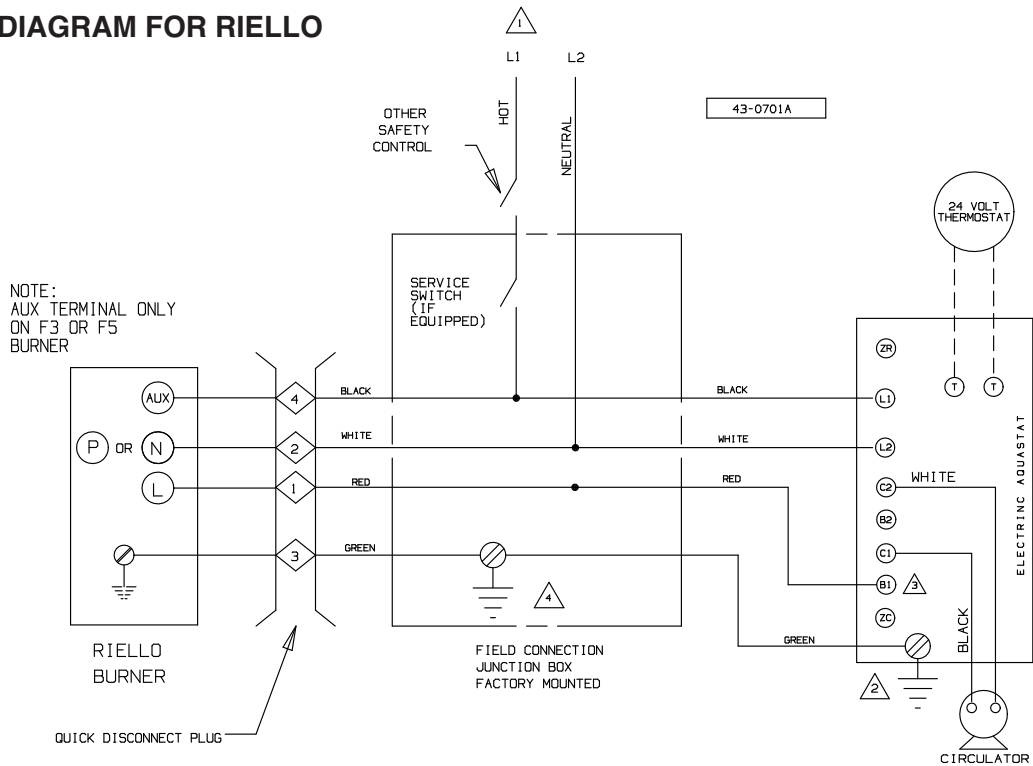 DIAGRAM FOR RIELLO
1
L1
L2
43-0701A
OTHER
SAFETY
CONTROL
HOT
NEUTRAL
24 VOLT
THERMOSTAT
NOTE:
AUX TERMINAL ONLY
ON F3 OR F5
BURNER
SERVICE
SWITCH
(IF
EQUIPPED)
ZR
T
T
AUX
4
BLACK
BLACK
L1
P OR N
2
WHITE
WHITE
L2
L
1
RED
RED
C2
WHITE
B2
ELECTRINC AQUASTAT
3
GREEN
C1
4
B1
3
ZC
BLACK
GREEN
2
RIELLO
BURNER
FIELD CONNECTION
JUNCTION BOX
FACTORY MOUNTED
QUICK DISCONNECT PLUG
CIRCULATOR